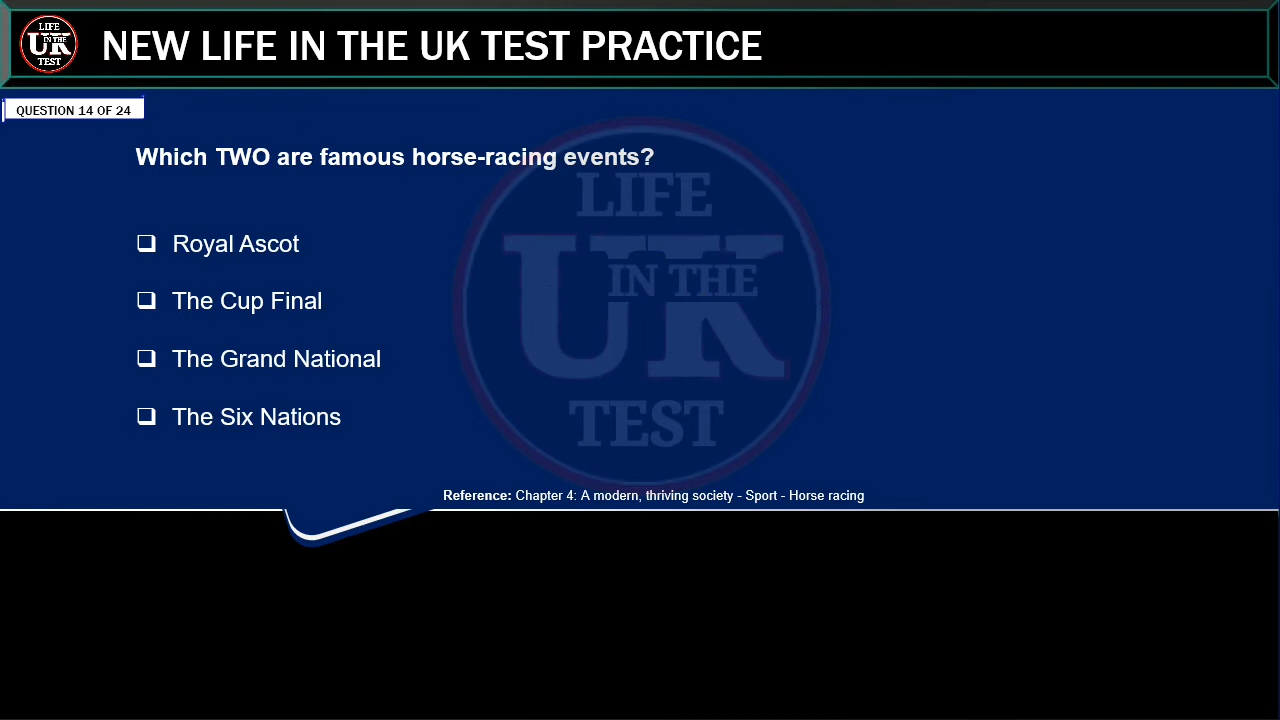 LIFE
IN THE
UK
TEST
NEW LIFE IN THE UK TEST PRACTICE
QUESTION 14 OF 24
Which TWO are famous horse-racing events?
Royal Ascot
The Cup Final
The Grand National
The Six Nations
LIFE
IN THE
UK
TEST
Reference: Chapter 4: A modern, thriving society - Sport - Horse racing